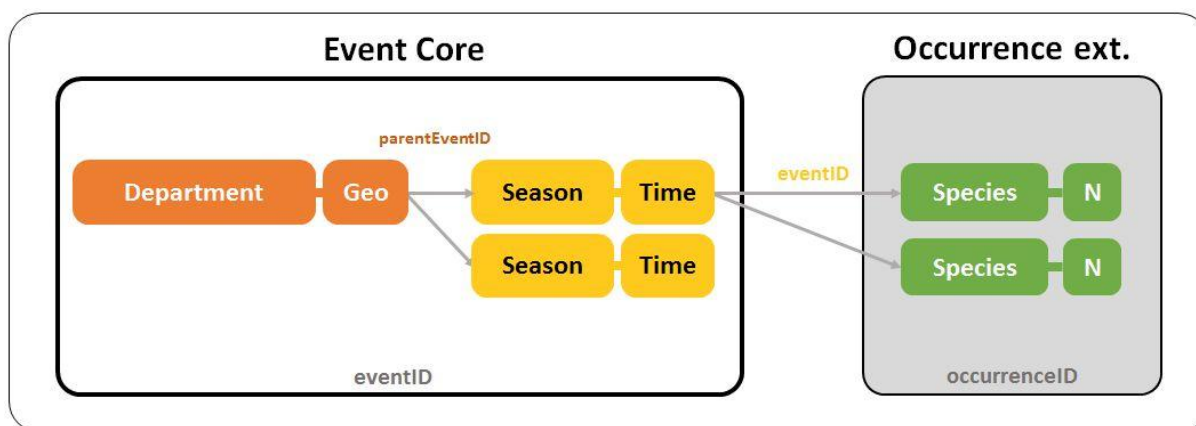 Event Core
Occurrence ext.
parentEventID
Department Geo Season Time eventID Species N
Season Time Species N
eventID
occurrenceID